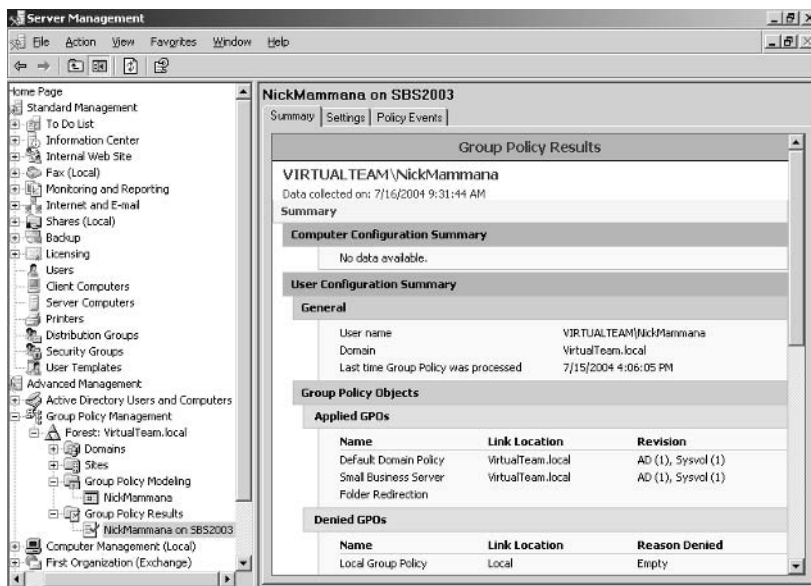 Server Management
File Action View Favorites Window Help
Home Page
Standard Management
To Do List
Information Center
Internal Web Site
Fax (Local)
Monitoring and Reporting
Internet and E-mail
Shares (Local)
Backup
Licensing
Users
Client Computers
Server Computers
Printers
Distribution Groups
Security Groups
User Templates
Advanced Management
Active Directory Users and Computers
Group Policy Management
Forest: VirtualTeam.local
Domains
Sites
Group Policy Modeling
NickMammana
Group Policy Results
NickMammana on SBS2003
Computer Management (Local)
First Organization (Exchange)
NickMammana on SBS2003
Summary Settings Policy Events
Group Policy Results
VIRTUALTEAM\NickMammana
Data collected on: 7/16/2004 9:31:44 AM
Summary
Computer Configuration Summary
No data available.
User Configuration Summary
General
User name VIRTUALTEAM\NickMammana
Domain VirtualTeam.local
Last time Group Policy was processed 7/15/2004 4:06:05 PM
Group Policy Objects
Applied GPOs
Name Link Location Revision
Default Domain Policy VirtualTeam.local AD (1), Sysvol (1)
Small Business Server VirtualTeam.local AD (1), Sysvol (1)
Folder Redirection
Denied GPOs
Name Link Location Reason Denied
Local Group Policy Local Empty